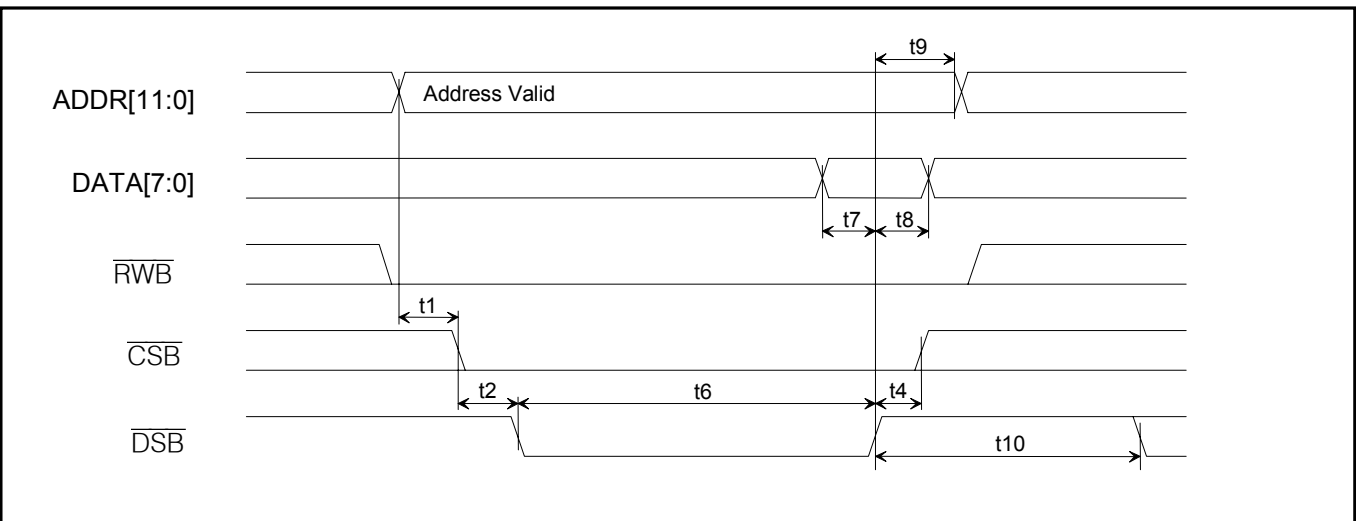 t9
ADDR[11:0]
Address Valid
DATA[7:0]
t7
t8
RWB
t1
CSB
t2
t6
t4
DSB
t10